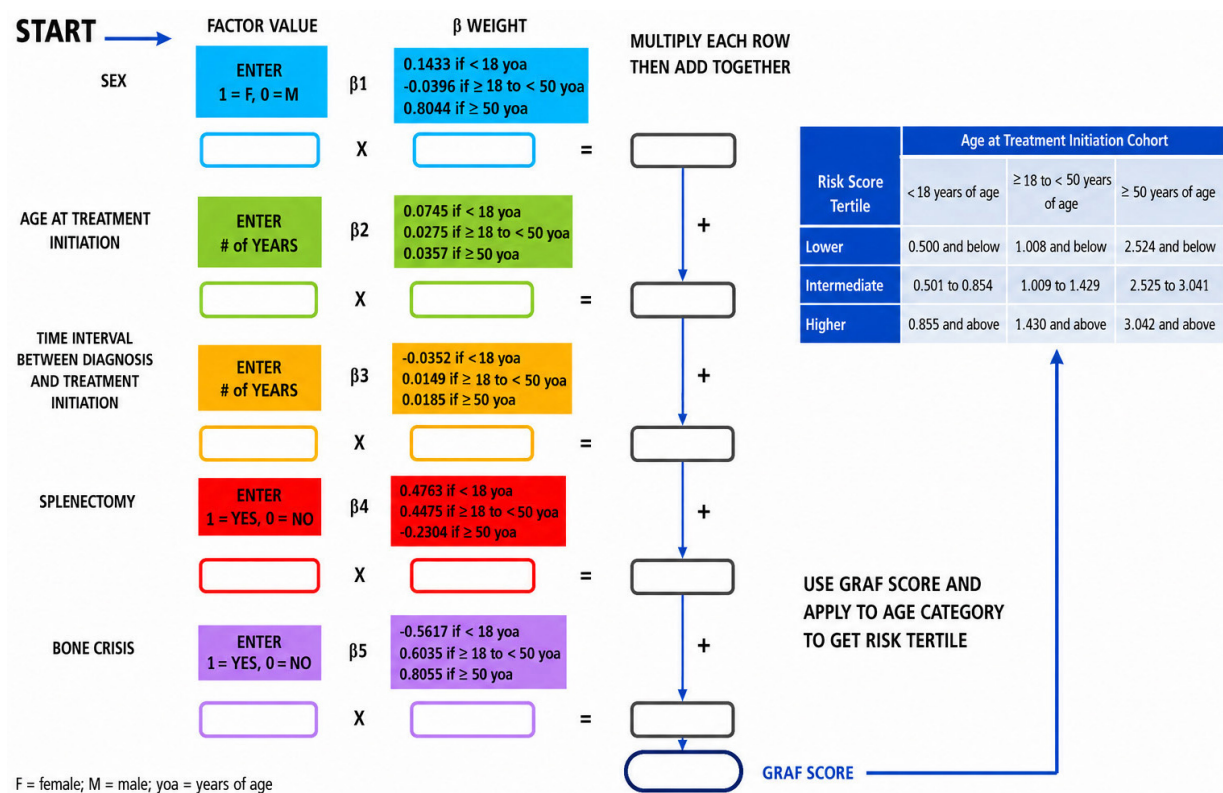 START
FACTOR VALUE
β WEIGHT
MULTIPLY EACH ROW
THEN ADD TOGETHER
SEX
ENTER
1 = F, 0 = M
β1
0.1433 if < 18 yoa
-0.0396 if ≥ 18 to < 50 yoa
0.8044 if ≥ 50 yoa
X
=
+
AGE AT TREATMENT
INITIATION
ENTER
# of YEARS
β2
0.0745 if < 18 yoa
0.0275 if ≥ 18 to < 50 yoa
0.0357 if ≥ 50 yoa
X
=
+
TIME INTERVAL
BETWEEN DIAGNOSIS
AND TREATMENT
INITIATION
ENTER
# of YEARS
β3
-0.0352 if < 18 yoa
0.0149 if ≥ 18 to < 50 yoa
0.0185 if ≥ 50 yoa
X
=
+
SPLENECTOMY
ENTER
1 = YES, 0 = NO
β4
0.4763 if < 18 yoa
0.4475 if ≥ 18 to < 50 yoa
-0.2304 if ≥ 50 yoa
X
=
+
BONE CRISIS
ENTER
1 = YES, 0 = NO
β5
-0.5617 if < 18 yoa
0.6035 if ≥ 18 to < 50 yoa
0.8055 if ≥ 50 yoa
X
=
GRAF SCORE
Age at Treatment Initiation Cohort
Risk Score
Tertile
< 18 years of age
≥ 18 to < 50 years
of age
≥ 50 years of age
Lower 0.500 and below 1.008 and below 2.524 and below
Intermediate 0.501 to 0.854 1.009 to 1.429 2.525 to 3.041
Higher 0.855 and above 1.430 and above 3.042 and above
USE GRAF SCORE AND
APPLY TO AGE CATEGORY
TO GET RISK TERTILE
F = female; M = male; yoa = years of age